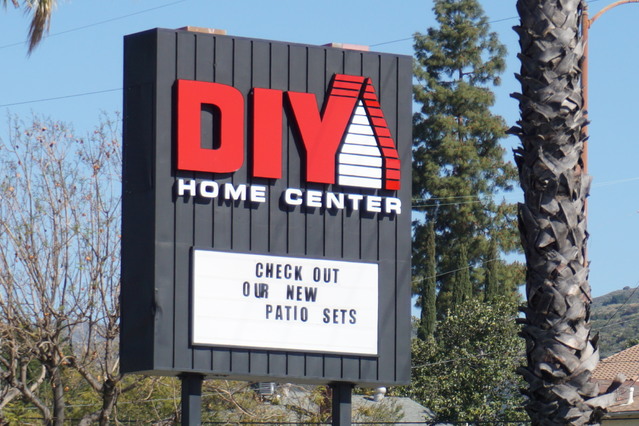 DIY
HOME CENTER
CHECK OUT
OUR NEW
PATIO SETS